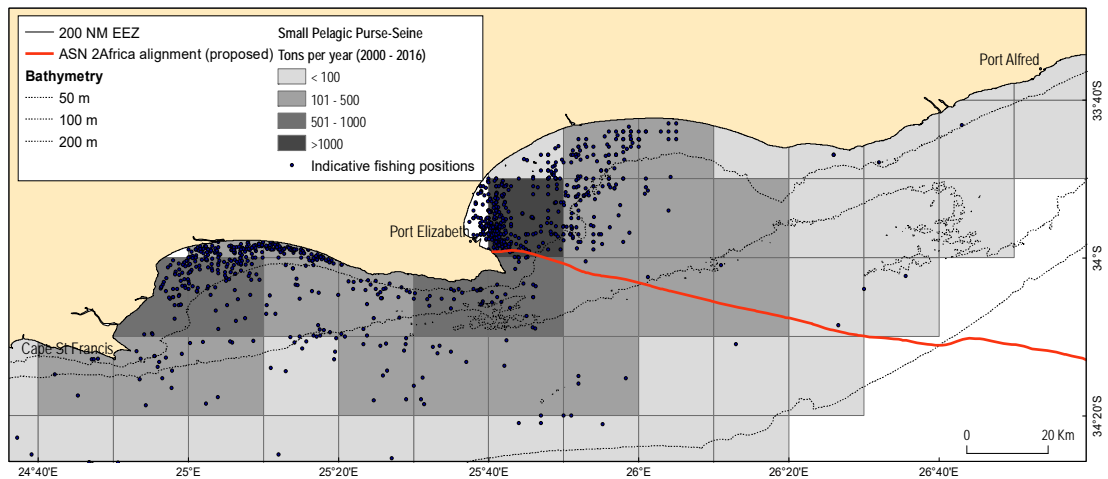 200 NM EEZ
ASN 2Africa alignment (proposed)
Bathymetry
50 m
100 m
200 m
Small Pelagic Purse-Seine
Tons per year (2000 - 2016)
< 100
101 - 500
501 - 1000
>1000
Indicative fishing positions
Port Alfred
Port Elizabeth
Cape St Francis
33°40'S
34°S
34°20'S
0 20 Km
24°40'E 25°E 25°20'E 25°40'E 26°E 26°20'E 26°40'E